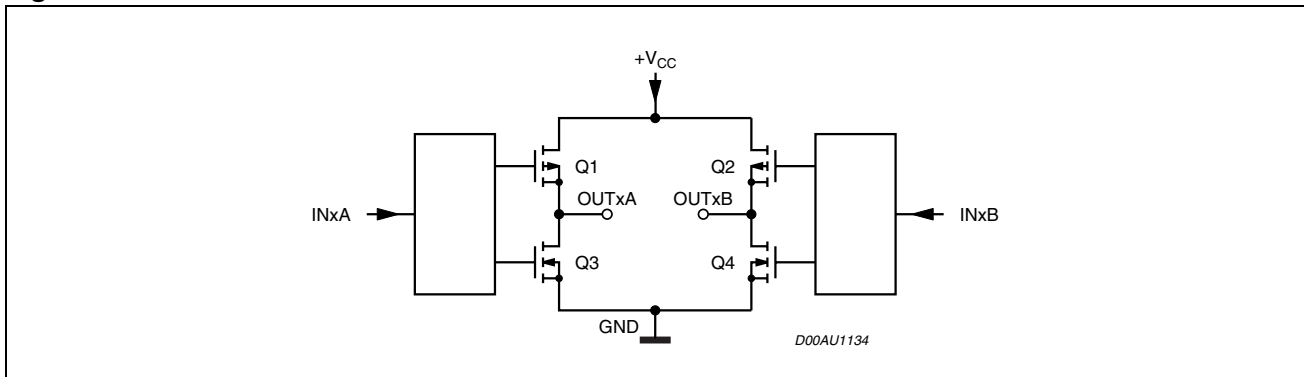 +VCC
Q1
Q2
OUTxA
OUTxB
INxA
INxB
Q3
Q4
GND
D00AU1134